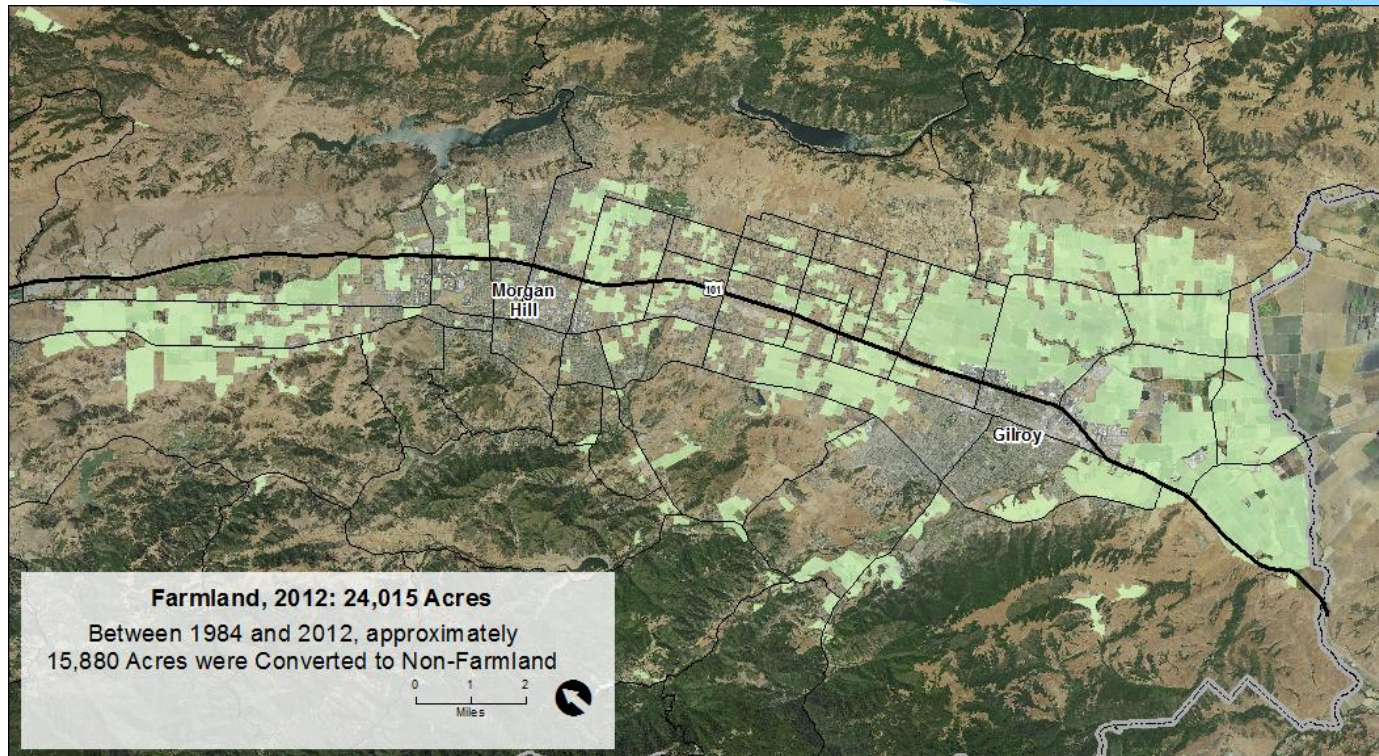 Morgan
Hill
101
Gilroy
Farmland, 2012: 24,015 Acres
Between 1984 and 2012, approximately
15,880 Acres were Converted to Non-Farmland
0 1 2
Miles